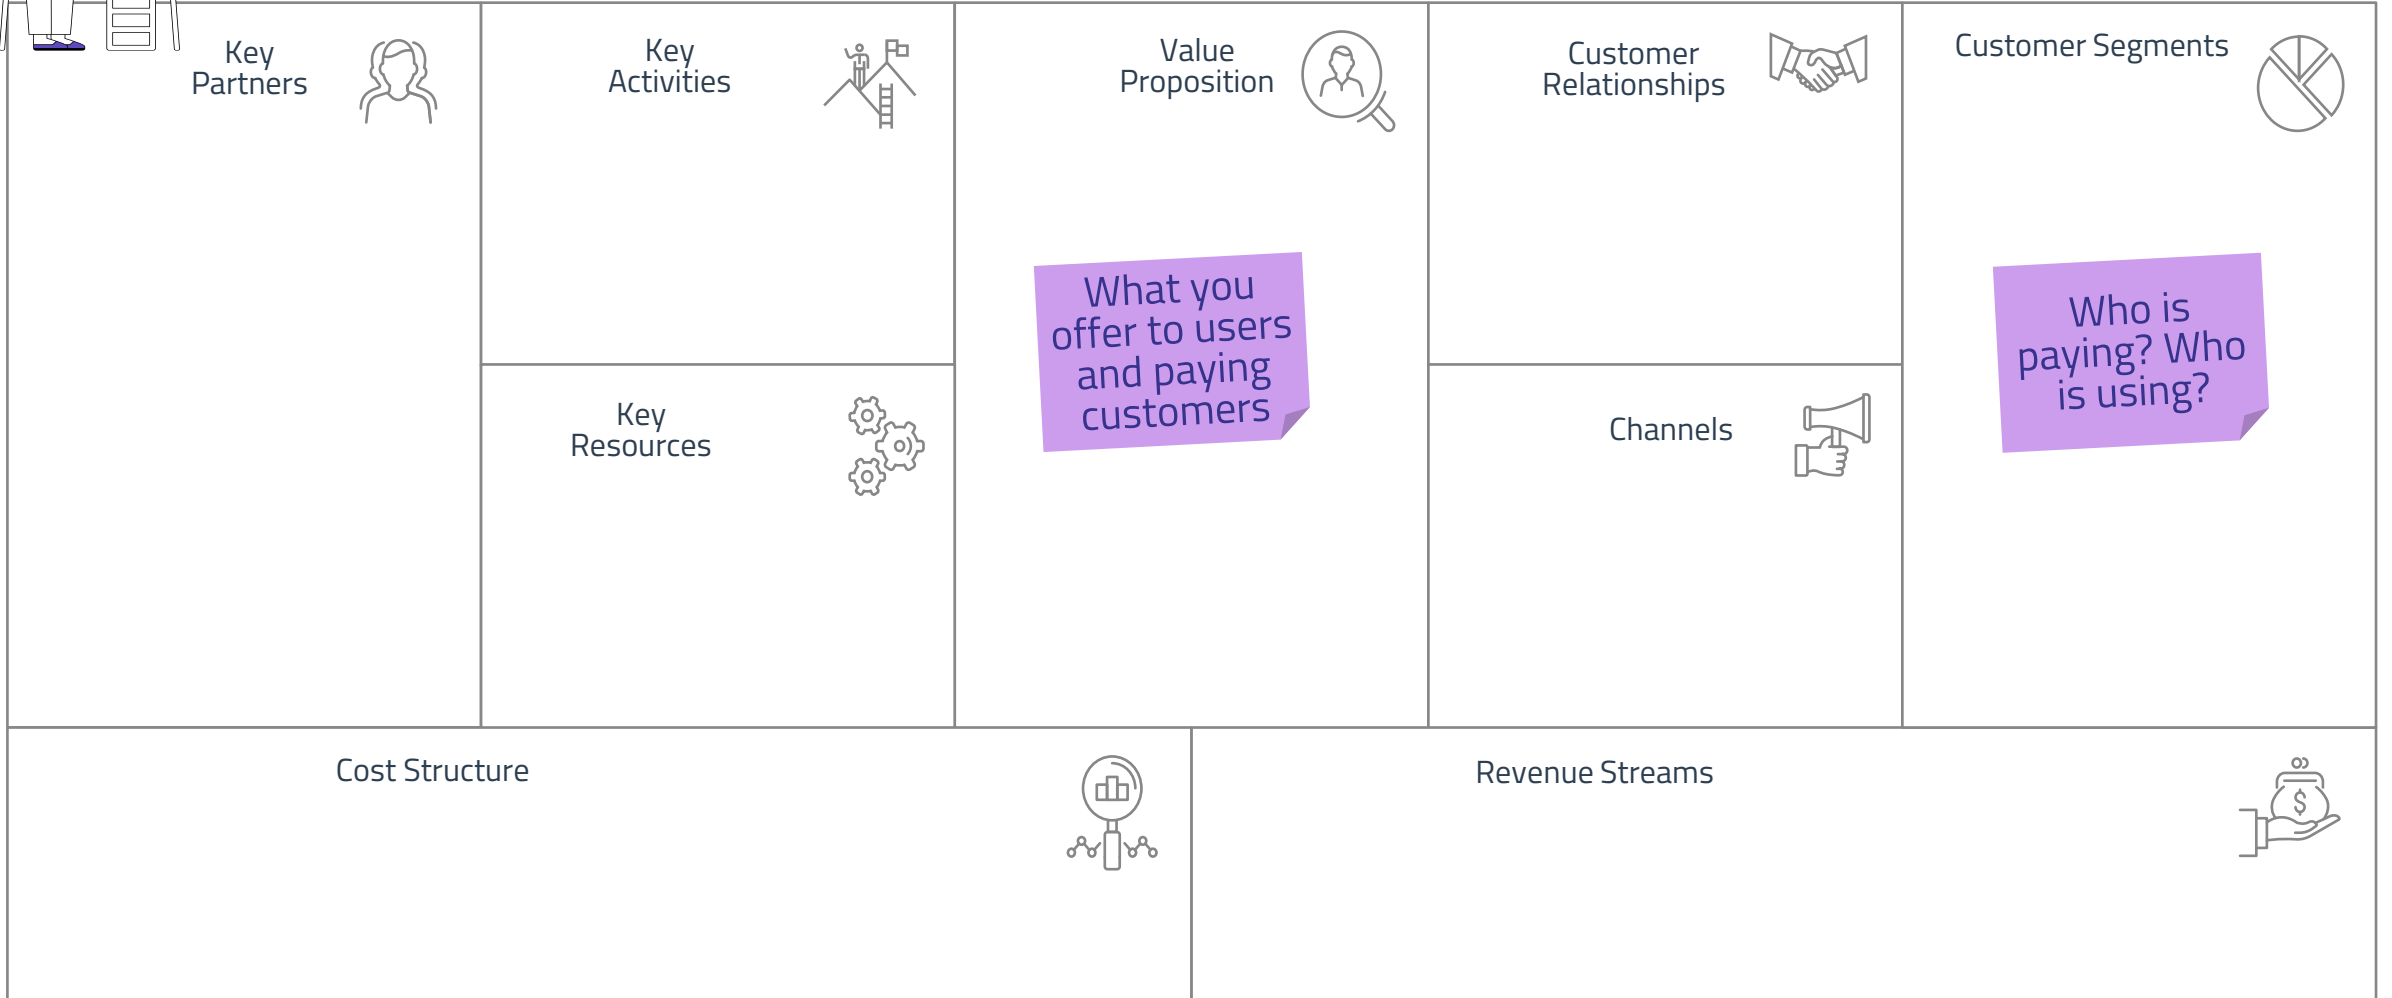 Key
Partners
Key
Activities
Value
Proposition
Customer
Relationships
Customer Segments
What you
offer to users
and paying
customers
Who is
paying? Who
is using?
Key
Resources
Channels
Cost Structure
Revenue Streams
$